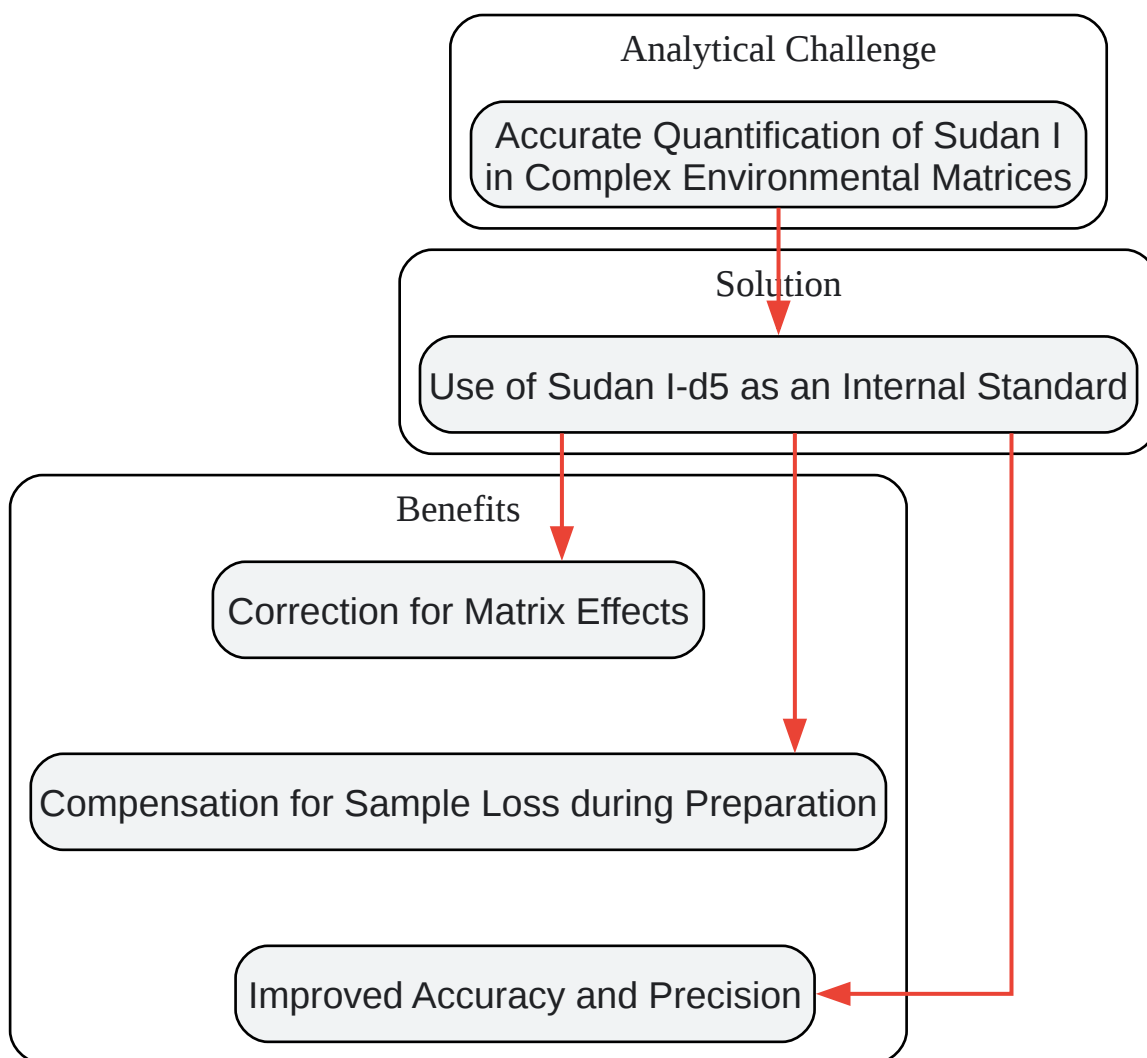 Analytical Challenge
Accurate Quantification of Sudan I
in Complex Environmental Matrices
Solution
Use of Sudan I-d5 as an Internal Standard
Benefits
Correction for Matrix Effects
Compensation for Sample Loss during Preparation
Improved Accuracy and Precision